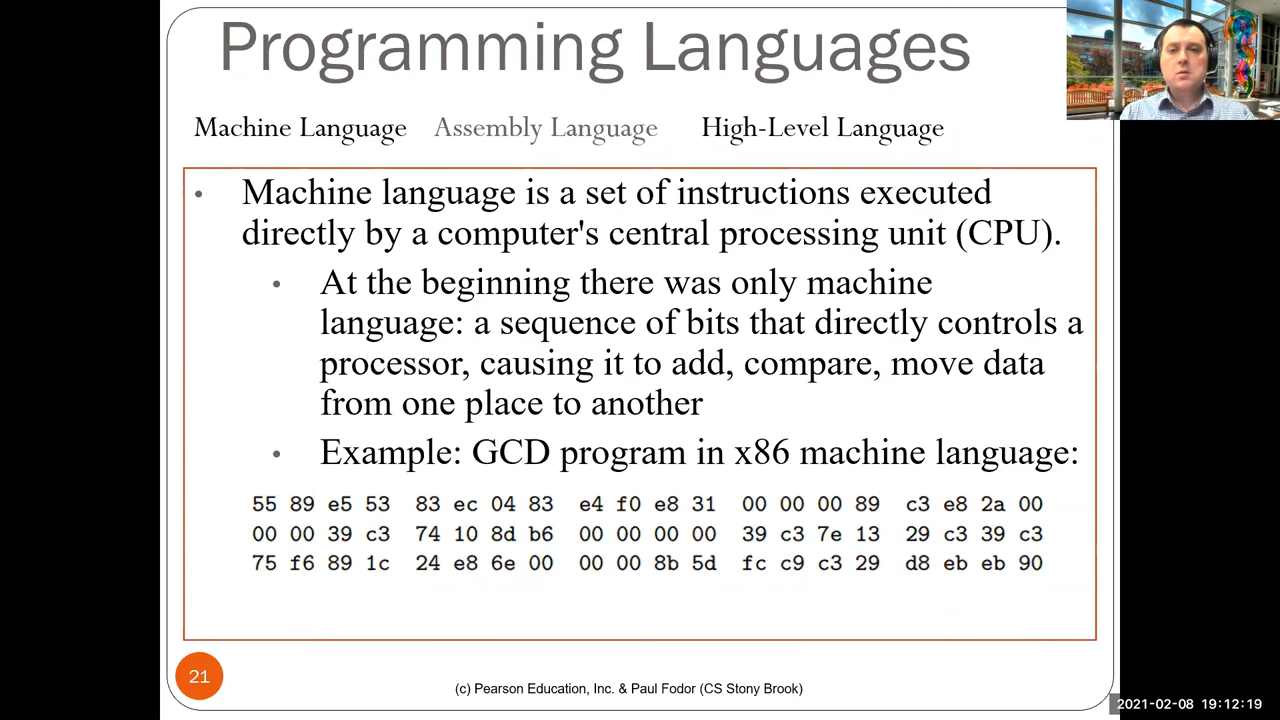 Programming Languages
Machine Language Assembly Language High-Level Language
• Machine language is a set of instructions executed
directly by a computer's central processing unit (CPU).
• At the beginning there was only machine
language: a sequence of bits that directly controls a
processor, causing it to add, compare, move data
from one place to another
• Example: GCD program in x86 machine language:
55 89 e5 53 83 ec 04 83 e4 f0 e8 31 00 00 00 89 c3 e8 2a 00
00 00 39 c3 74 10 8d b6 00 00 00 00 39 c3 7e 13 29 c3 39 c3
75 f6 89 1c 24 e8 6e 00 00 00 8b 5d fc c9 c3 29 d8 eb eb 90
21
(c) Pearson Education, Inc. & Paul Fodor (CS Stony Brook)
2021-02-08 19:12:19